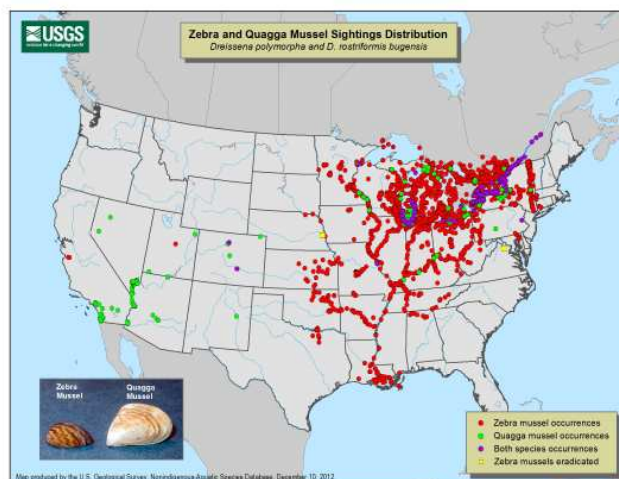 USGS
science for a changing world
Zebra and Quagga Mussel Sightings Distribution
Dreissena polymorpha and D. rostriformis bugensis
Zebra Mussel
Quagga Mussel
Zebra mussel occurrences
Quagga mussel occurrences
Both species occurrences
Zebra mussels eradicated
Map produced by the U.S. Geological Survey, Nonindigenous Aquatic Species Database, December 10, 2012